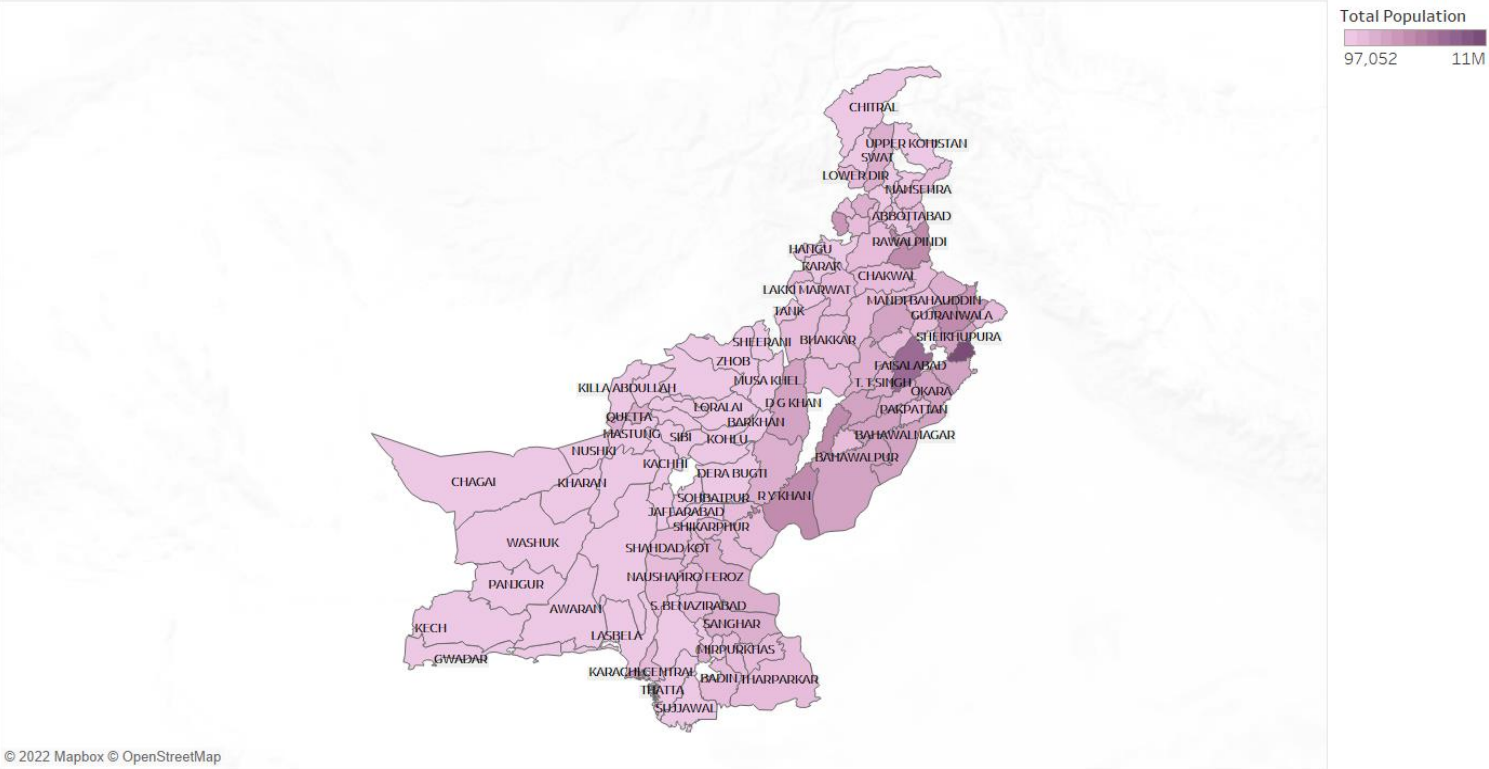 Total Population
97,052 11M
CHITRAL
UPPER KOHISTAN
SWAT
LOWER DIR
MANSEHRA
ABBOTTABAD
RAWALPINDI
HANGU
KARAK
CHAKWAL
LAKKI MARWAT
MANDI BAHAUDDIN
TANK
GUJRANWALA
SHEIKHUPURA
SHEERANI
BHAKKAR
ZHOB
FAISALABAD
MUSA KHEL
T. T.SINGH
KILLA ABDULLAH
OKARA
D G KHAN
LORALAI
PAKPATTAN
QUETTA
BARKHAN
MASTUNG
SIBI
KOHLU
BAHAWALNAGAR
NUSHKI
BAHAWALPUR
KACHHI
DERA BUGTI
CHAGAI
KHARAN
SOHBATPUR
R Y KHAN
JAFFARABAD
SHIKARPHUR
WASHUK
SHAHDAD KOT
PANJGUR
NAUSHAHRO FEROZ
AWARAN
S. BENAZIRABAD
SANGHAR
KECH
LASBELA
MIRPURKHAS
GWADAR
KARACHI CENTRAL
BADIN
THARPARKAR
THATTA
SUJJAWAL
© 2022 Mapbox © OpenStreetMap